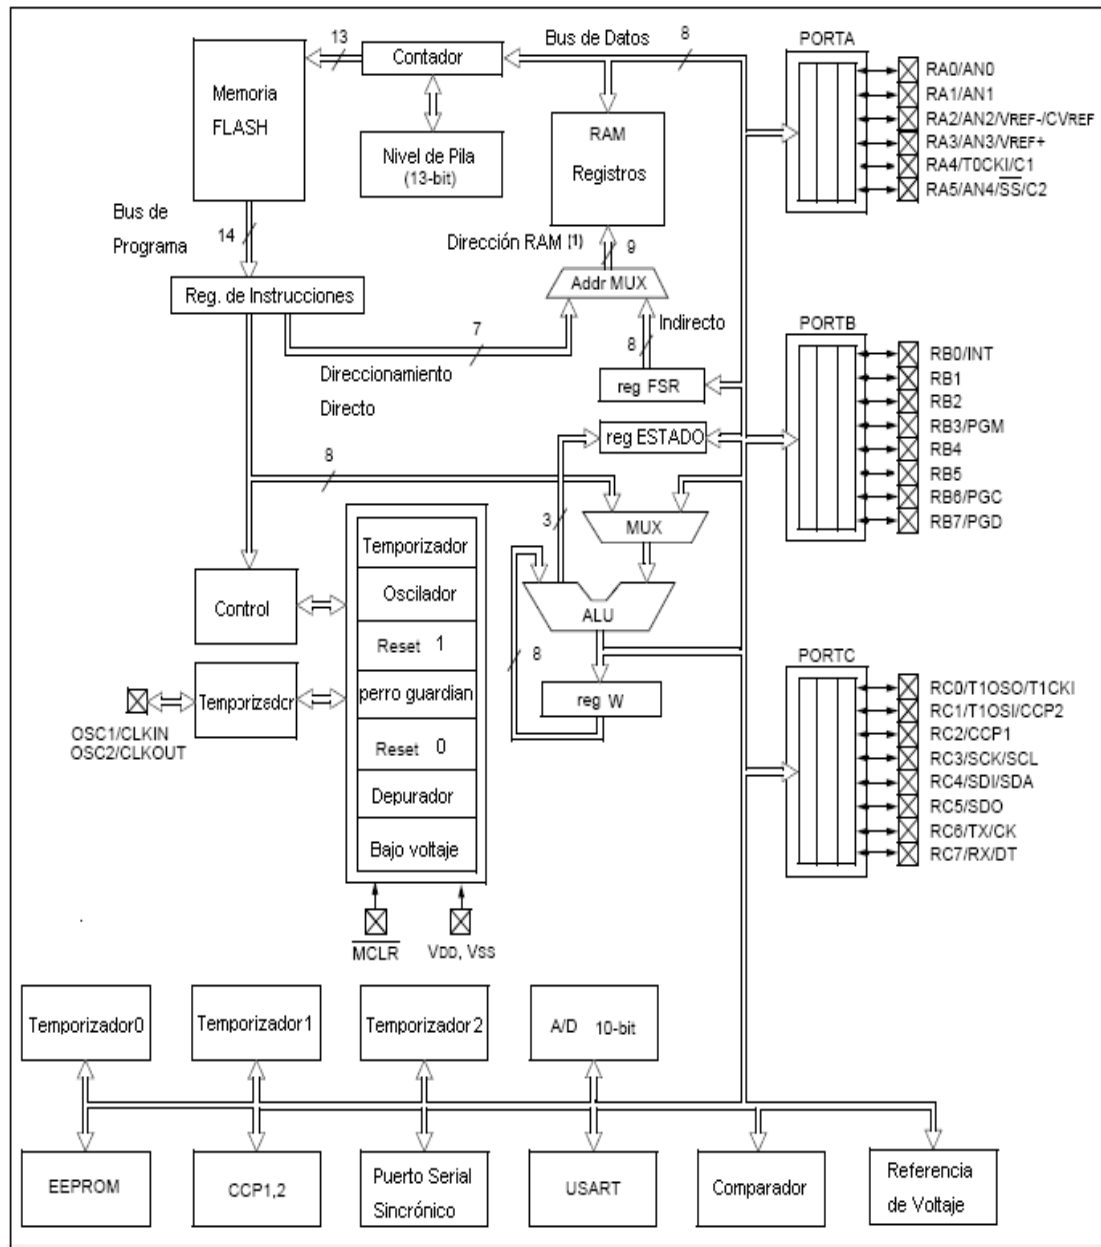 13
Contador
Bus de Datos
8
Memoria
FLASH
Nivel de Pila
(13-bit)
RAM
Registros
Bus de
Programa
14
Dirección RAM (1)
9
Addr MUX
Reg. de Instrucciones
7
Indirecto
8
Direccionamiento
Directo
reg FSR
reg ESTADO
8
3
MUX
ALU
8
reg W
Control
Temporizador
OSC1/CLKIN
OSC2/CLKOUT
Temporizador
Oscilador
Reset 1
perro guardian
Reset 0
Depurador
Bajo voltaje
MCLR
VDD, VSS
PORTA
RA0/AN0
RA1/AN1
RA2/AN2/VREF-/CVREF
RA3/AN3/VREF+
RA4/T0CKI/C1
RA5/AN4/SS/C2
PORTB
RB0/INT
RB1
RB2
RB3/PGM
RB4
RB5
RB6/PGC
RB7/PGD
PORTC
RC0/T1OSO/T1CKI
RC1/T1OSI/CCP2
RC2/CCP1
RC3/SCK/SCL
RC4/SDI/SDA
RC5/SDO
RC6/TX/CK
RC7/RX/DT
Temporizador0
Temporizador1
Temporizador2
A/D 10-bit
EEPROM
CCP1,2
Puerto Serial
Sincrónico
USART
Comparador
Referencia
de Voltaje